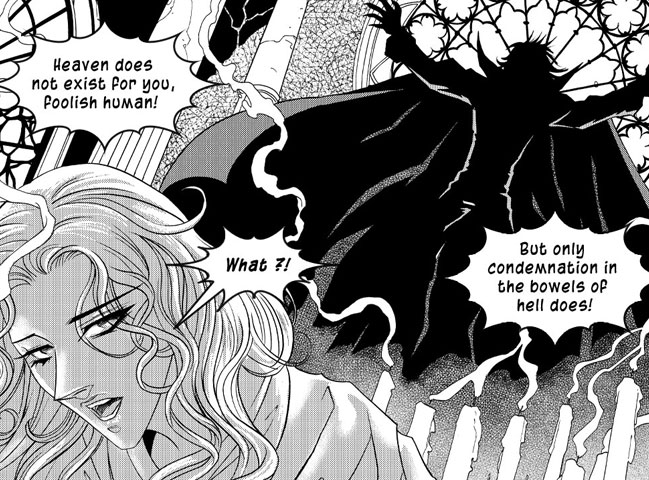 Heaven does
not exist for you,
foolish human!
What ?!
But only
condemnation in
the bowels of
hell does!